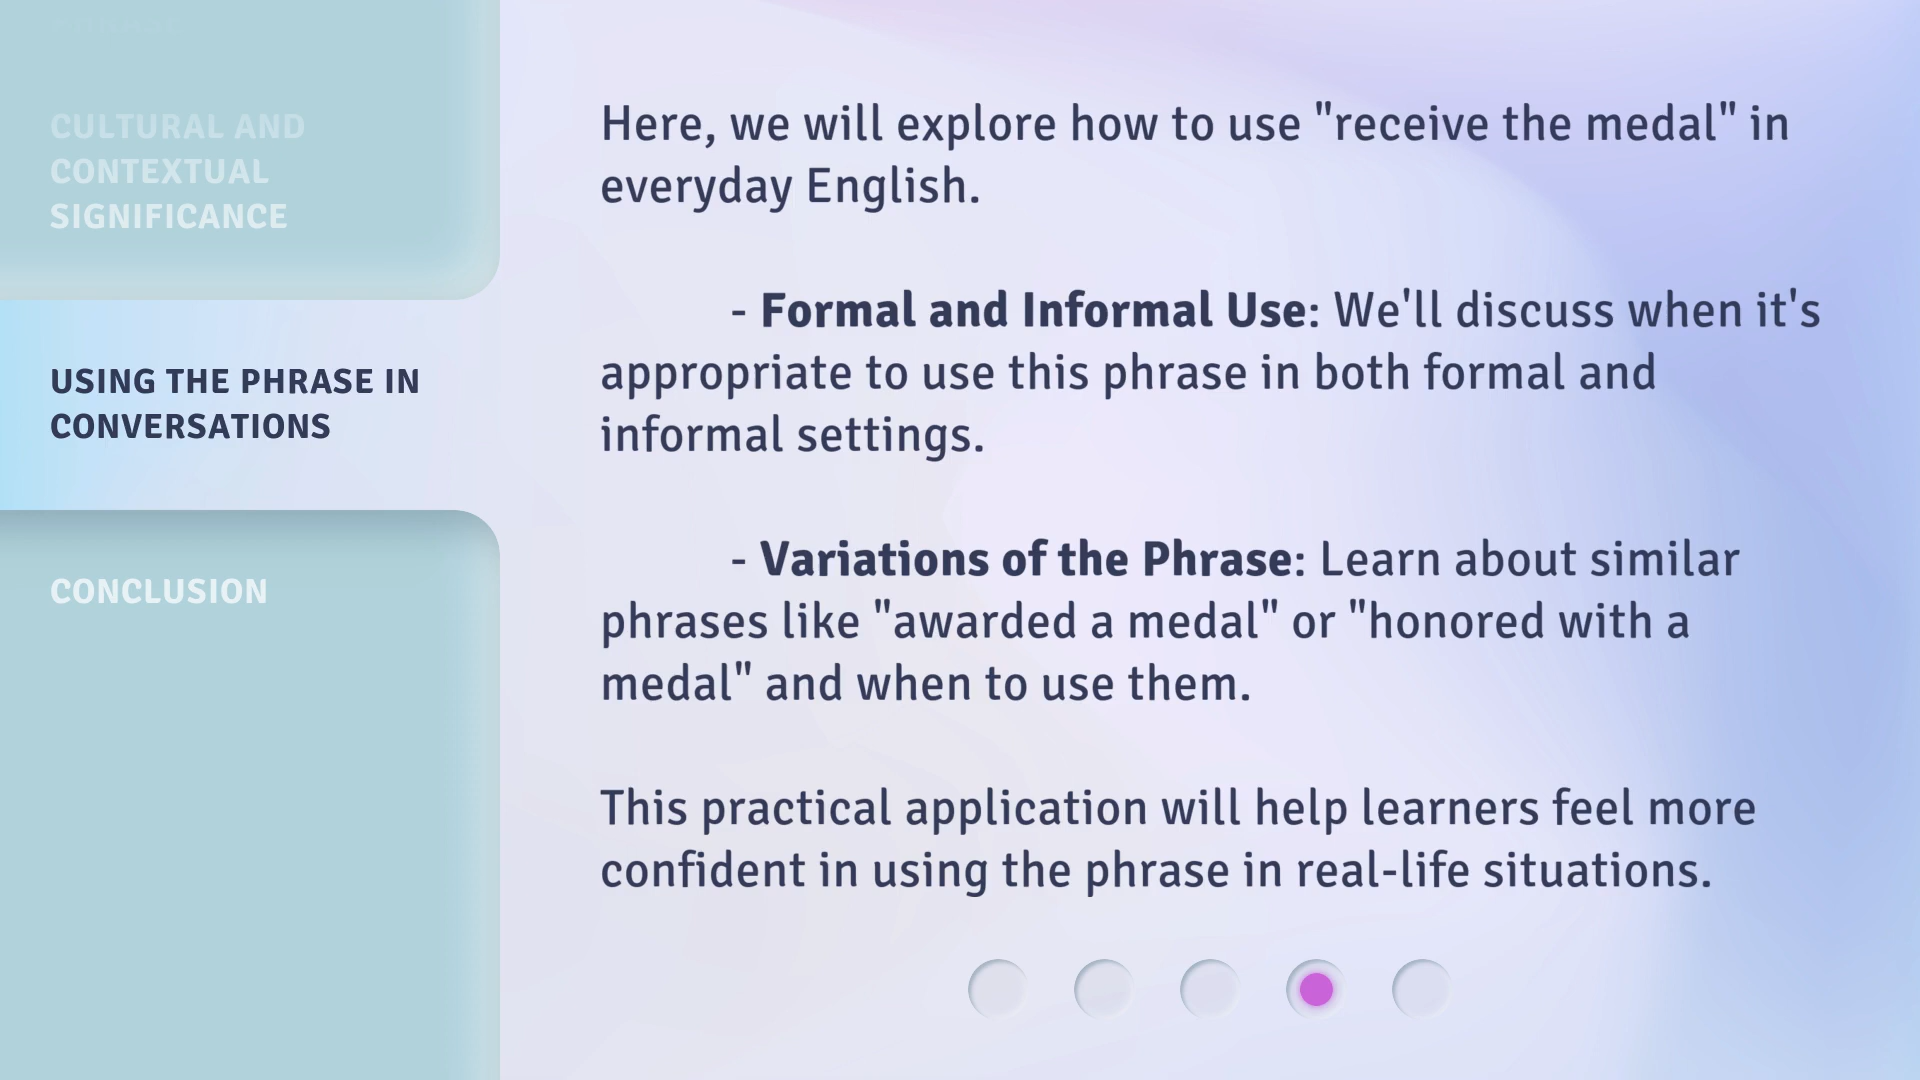 CULTURAL AND
CONTEXTUAL
SIGNIFICANCE
USING THE PHRASE IN
CONVERSATIONS
CONCLUSION
Here, we will explore how to use "receive the medal" in
everyday English.
- Formal and Informal Use: We'll discuss when it's
appropriate to use this phrase in both formal and
informal settings.
- Variations of the Phrase: Learn about similar
phrases like "awarded a medal" or "honored with a
medal" and when to use them.
This practical application will help learners feel more
confident in using the phrase in real-life situations.